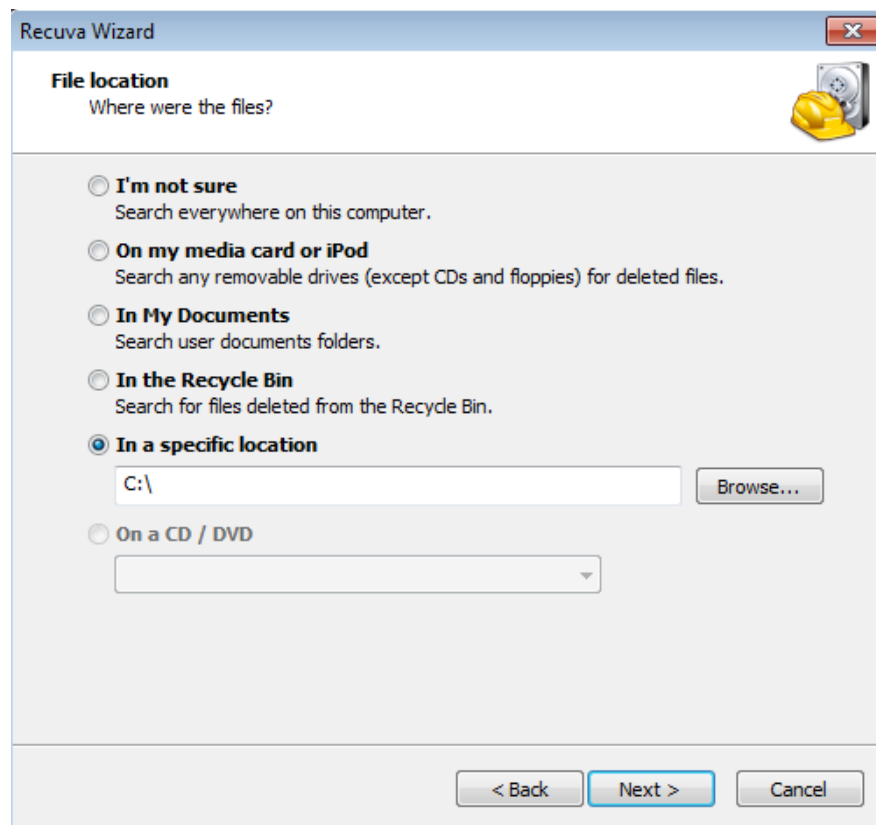 Recuva Wizard
File location
Where were the files?
I'm not sure
Search everywhere on this computer.
On my media card or iPod
Search any removable drives (except CDs and floppies) for deleted files.
In My Documents
Search user documents folders.
In the Recycle Bin
Search for files deleted from the Recycle Bin.
In a specific location
C:\
Browse...
On a CD / DVD
< Back
Next >
Cancel